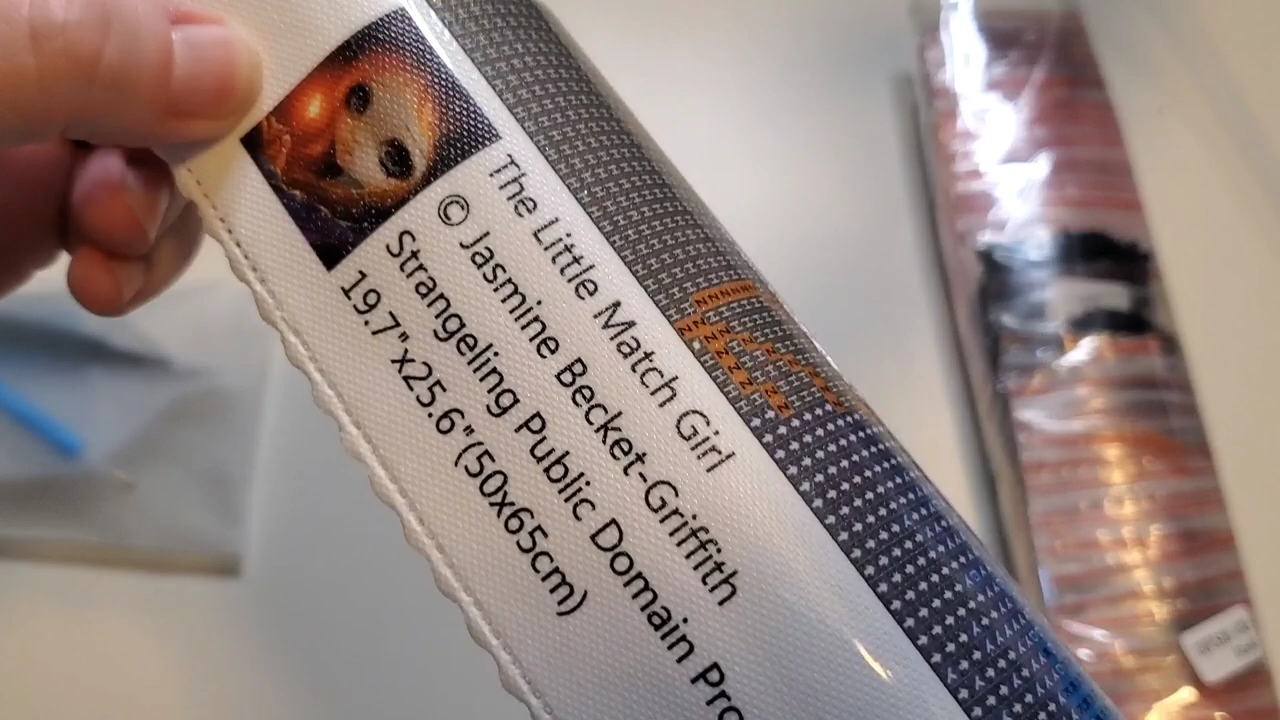 The Little Match Girl
© Jasmine Becket-Griffith
Strangeling Public Domain Pro
19.7"x25.6"(50x65cm)